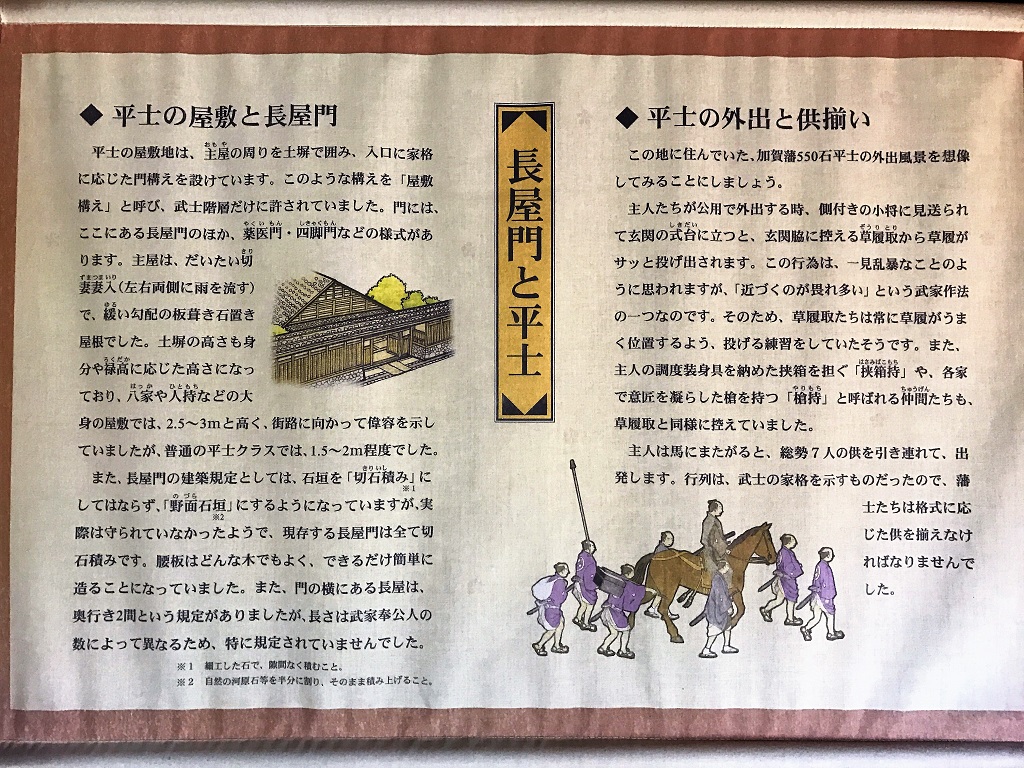 ◆ 平士の屋敷と長屋門
平士の屋敷地は、主屋の周りを土塀で囲み、入口に家格
に応じた門構えを設けています。このような構えを「屋敷
構え」と呼び、武士階層だけに許されていました。門には、
ここにある長屋門のほか、薬医門・四脚門などの様式があ
ります。主屋は、だいたい切
妻妻入(左右両側に雨を流す)
で、緩い勾配の板葺き石置き
屋根でした。土塀の高さも身
分や禄高に応じた高さになっ
ており、八家や人持などの大
身の屋敷では、2.5〜3mと高く、街路に向かって偉容を示し
ていましたが、普通の平士クラスでは、1.5〜2m程度でした。
また、長屋門の建築規定としては、石垣を「切石積み」に
※1
してはならず、「野面石垣」にするようになっていますが、実
※2
際は守られていなかったようで、現存する長屋門は全て切
石積みです。腰板はどんな木でもよく、できるだけ簡単に
造ることになっていました。また、門の横にある長屋は、
奥行き2間という規定がありましたが、長さは武家奉公人の
数によって異なるため、特に規定されていませんでした。
※1 細工した石で、隙間なく積むこと。
※2 自然の河原石等を半分に割り、そのまま積み上げること。
長屋門と平士
◆ 平士の外出と供揃い
この地に住んでいた、加賀藩550石平士の外出風景を想像
してみることにしましょう。
主人たちが公用で外出する時、側付きの小将に見送られ
て玄関の式台に立つと、玄関脇に控える草履取から草履が
サッと投げ出されます。この行為は、一見乱暴なことのよ
うに思われますが、「近づくのが畏れ多い」という武家作法
の一つなのです。そのため、草履取たちは常に草履がうま
く位置するよう、投げる練習をしていたそうです。また、
主人の調度装身具を納めた挟箱を担ぐ「挟箱持」や、各家
で意匠を凝らした槍を持つ「槍持」と呼ばれる仲間たちも、
草履取と同様に控えていました。
主人は馬にまたがると、総勢7人の供を引き連れて、出
発します。行列は、武士の家格を示すものだったので、藩
士たちは格式に応
じた供を揃えなけ
ればなりませんで
した。